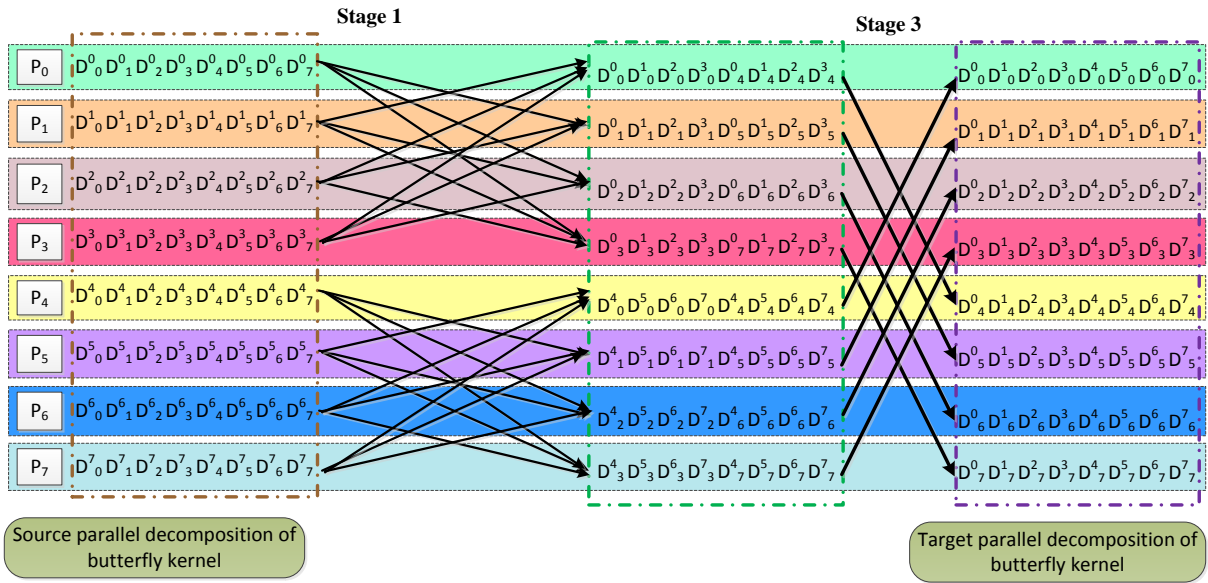 Stage 1
Stage 3
P₀ D⁰₀ D⁰₁ D⁰₂ D⁰₃ D⁰₄ D⁰₅ D⁰₆ D⁰₇
D⁰₀ D¹₀ D²₀ D³₀ D⁰₄ D¹₄ D²₄ D³₄
D⁰₀ D¹₀ D²₀ D³₀ D⁴₀ D⁵₀ D⁶₀ D⁷₀
P₁ D¹₀ D¹₁ D¹₂ D¹₃ D¹₄ D¹₅ D¹₆ D¹₇
D⁰₁ D¹₁ D²₁ D³₁ D⁰₅ D¹₅ D²₅ D³₅
D⁰₁ D¹₁ D²₁ D³₁ D⁴₁ D⁵₁ D⁶₁ D⁷₁
P₂ D²₀ D²₁ D²₂ D²₃ D²₄ D²₅ D²₆ D²₇
D⁰₂ D¹₂ D²₂ D³₂ D⁰₆ D¹₆ D²₆ D³₆
D⁰₂ D¹₂ D²₂ D³₂ D⁴₂ D⁵₂ D⁶₂ D⁷₂
P₃ D³₀ D³₁ D³₂ D³₃ D³₄ D³₅ D³₆ D³₇
D⁰₃ D¹₃ D²₃ D³₃ D⁰₇ D¹₇ D²₇ D³₇
D⁰₃ D¹₃ D²₃ D³₃ D⁴₃ D⁵₃ D⁶₃ D⁷₃
P₄ D⁴₀ D⁴₁ D⁴₂ D⁴₃ D⁴₄ D⁴₅ D⁴₆ D⁴₇
D⁴₀ D⁵₀ D⁶₀ D⁷₀ D⁴₄ D⁵₄ D⁶₄ D⁷₄
D⁰₄ D¹₄ D²₄ D³₄ D⁴₄ D⁵₄ D⁶₄ D⁷₄
P₅ D⁵₀ D⁵₁ D⁵₂ D⁵₃ D⁵₄ D⁵₅ D⁵₆ D⁵₇
D⁴₁ D⁵₁ D⁶₁ D⁷₁ D⁴₅ D⁵₅ D⁶₅ D⁷₅
D⁰₅ D¹₅ D²₅ D³₅ D⁴₅ D⁵₅ D⁶₅ D⁷₅
P₆ D⁶₀ D⁶₁ D⁶₂ D⁶₃ D⁶₄ D⁶₅ D⁶₆ D⁶₇
D⁴₂ D⁵₂ D⁶₂ D⁷₂ D⁴₆ D⁵₆ D⁶₆ D⁷₆
D⁰₆ D¹₆ D²₆ D³₆ D⁴₆ D⁵₆ D⁶₆ D⁷₆
P₇ D⁷₀ D⁷₁ D⁷₂ D⁷₃ D⁷₄ D⁷₅ D⁷₆ D⁷₇
D⁴₃ D⁵₃ D⁶₃ D⁷₃ D⁴₇ D⁵₇ D⁶₇ D⁷₇
D⁰₇ D¹₇ D²₇ D³₇ D⁴₇ D⁵₇ D⁶₇ D⁷₇
Source parallel decomposition of
butterfly kernel
Target parallel decomposition of
butterfly kernel